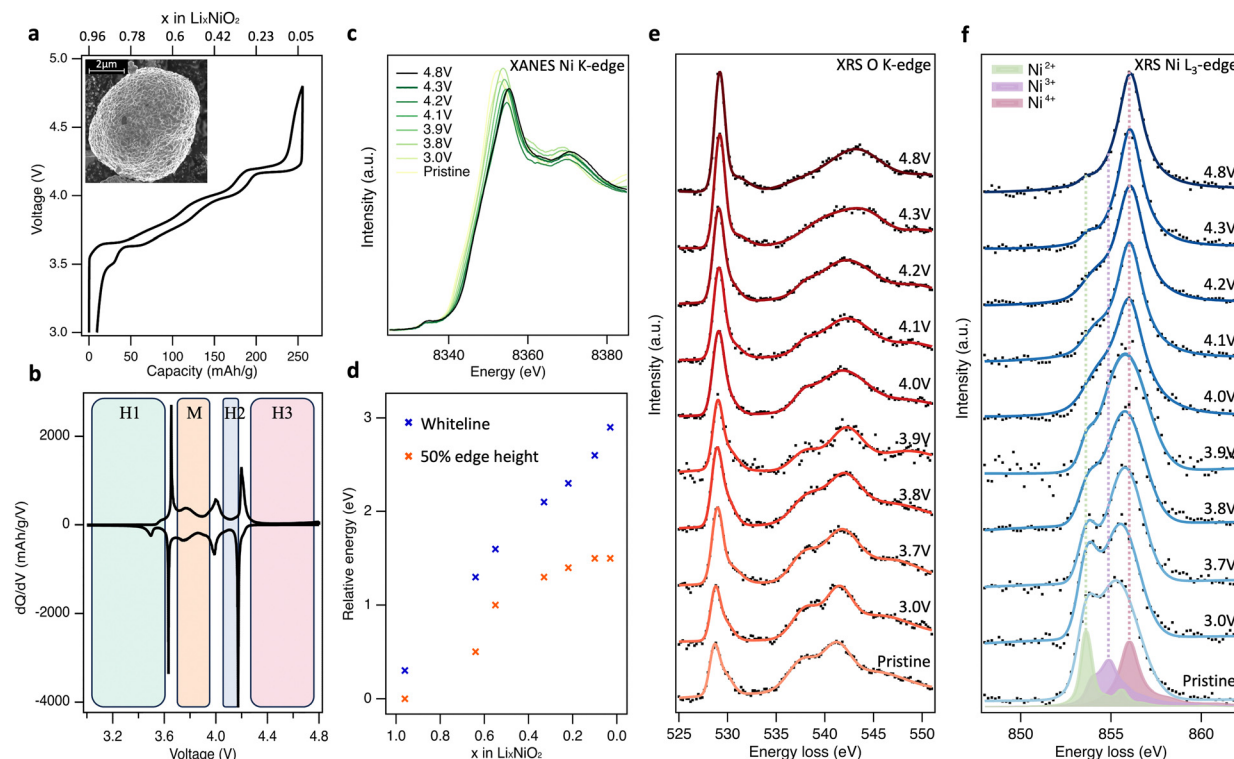 a
x in LiₓNiO₂
0.96 0.78 0.6 0.42 0.23 0.05
2µm
Voltage (V)
5.0
4.5
4.0
3.5
3.0
0 50 100 150 200 250
Capacity (mAh/g)
b
H1 M H2 H3
dQ/dV (mAh/g/V)
2000
0
-2000
-4000
3.2 3.6 4.0 4.4 4.8
Voltage (V)
c
XANES Ni K-edge
4.8V
4.3V
4.2V
4.1V
3.9V
3.8V
3.0V
Pristine
Intensity (a.u.)
8340 8360 8380
Energy (eV)
d
Whiteline
50% edge height
Relative energy (eV)
3
2
1
0
1.0 0.8 0.6 0.4 0.2 0.0
x in LiₓNiO₂
e
XRS O K-edge
4.8V
4.3V
4.2V
4.1V
4.0V
3.9V
3.8V
3.7V
3.0V
Pristine
Intensity (a.u.)
525 530 535 540 545 550
Energy loss (eV)
f
XRS Ni L₃-edge
Ni²⁺
Ni³⁺
Ni⁴⁺
4.8V
4.3V
4.2V
4.1V
4.0V
3.9V
3.8V
3.7V
3.0V
Pristine
Intensity (a.u.)
850 855 860
Energy loss (eV)